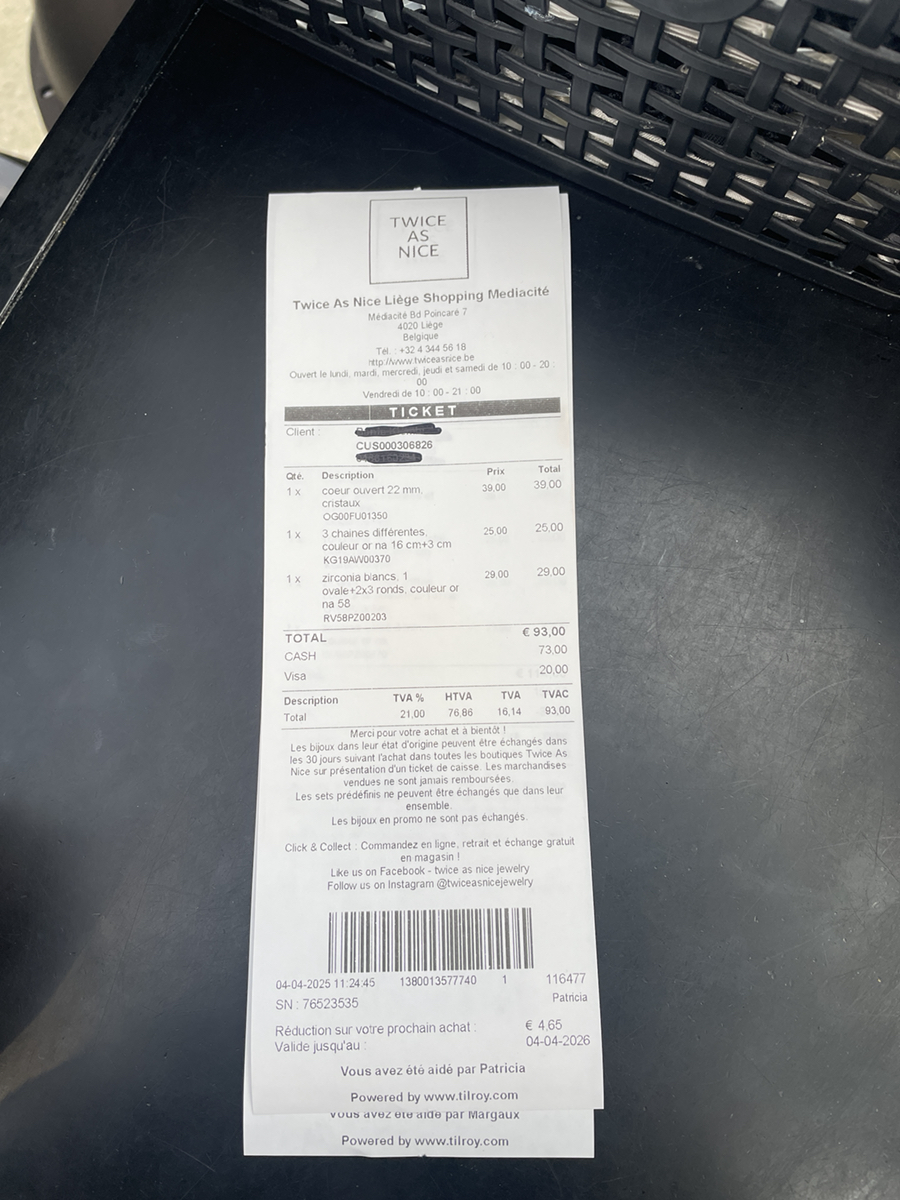 TWICE
AS
NICE
Twice As Nice Liège Shopping Mediacité
Médiacité Bd Poincaré 7
4020 Liège
Belgique
Tél. : +32 4 344 56 18
http://www.twiceasnice.be
Ouvert le lundi, mardi, mercredi, jeudi et samedi de 10 : 00 - 20 :
00
Vendredi de 10 : 00 - 21 : 00
TICKET
Client :
CUS000306826
Qté. Description Prix Total
1 x coeur ouvert 22 mm, 39,00 39,00
cristaux
OG00FU01350
1 x 3 chaines différentes, 25,00 25,00
couleur or na 16 cm+3 cm
KG19AW00370
1 x zirconia blancs, 1 29,00 29,00
ovale+2x3 ronds, couleur or
na 58
RV58PZ00203
TOTAL € 93,00
CASH 73,00
Visa 20,00
Description TVA % HTVA TVA TVAC
Total 21,00 76,86 16,14 93,00
Merci pour votre achat et à bientôt !
Les bijoux dans leur état d'origine peuvent être échangés dans
les 30 jours suivant l'achat dans toutes les boutiques Twice As
Nice sur présentation d'un ticket de caisse. Les marchandises
vendues ne sont jamais remboursées.
Les sets prédéfinis ne peuvent être échangés que dans leur
ensemble.
Les bijoux en promo ne sont pas échangés.
Click & Collect : Commandez en ligne, retrait et échange gratuit
en magasin !
Like us on Facebook - twice as nice jewelry
Follow us on Instagram @twiceasnicejewelry
04-04-2025 11:24:45 1380013577740 1 116477
SN : 76523535 Patricia
Réduction sur votre prochain achat : € 4,65
Valide jusqu'au : 04-04-2026
Vous avez été aidé par Patricia
Powered by www.tilroy.com
Vous avez été aidé par Margaux
Powered by www.tilroy.com